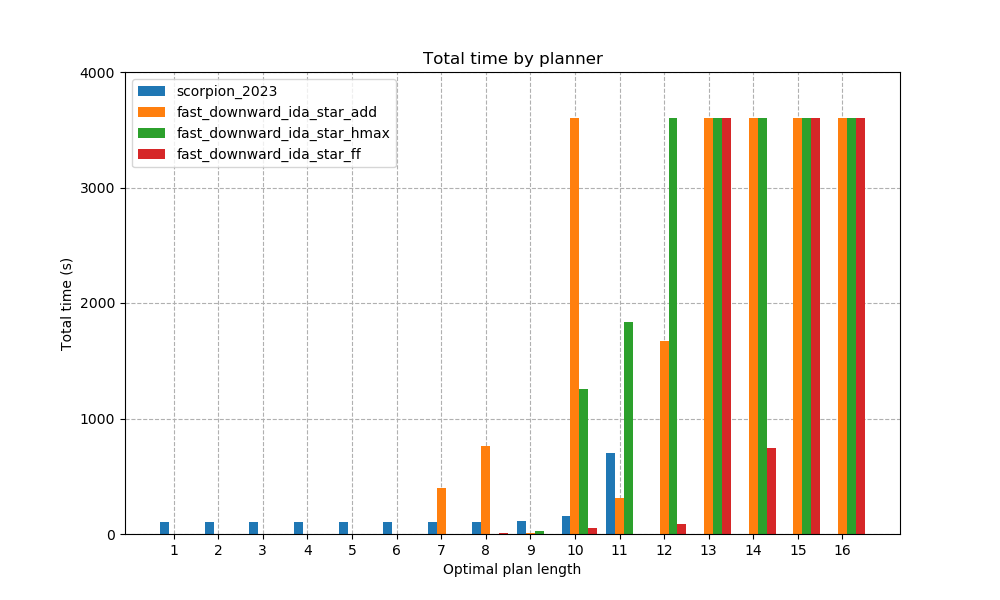 Total time by planner
4000
3000
2000
1000
0
Total time (s)
scorpion_2023
fast_downward_ida_star_add
fast_downward_ida_star_hmax
fast_downward_ida_star_ff
1 2 3 4 5 6 7 8 9 10 11 12 13 14 15 16
Optimal plan length